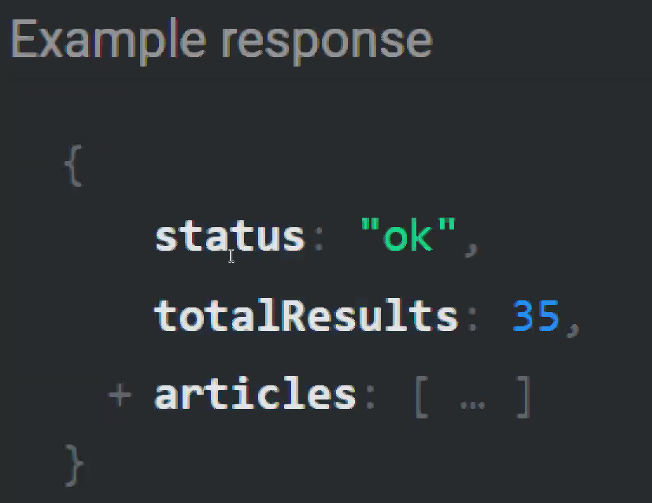 Example response
{
status: "ok",
totalResults: 35,
+ articles: [ … ]
}